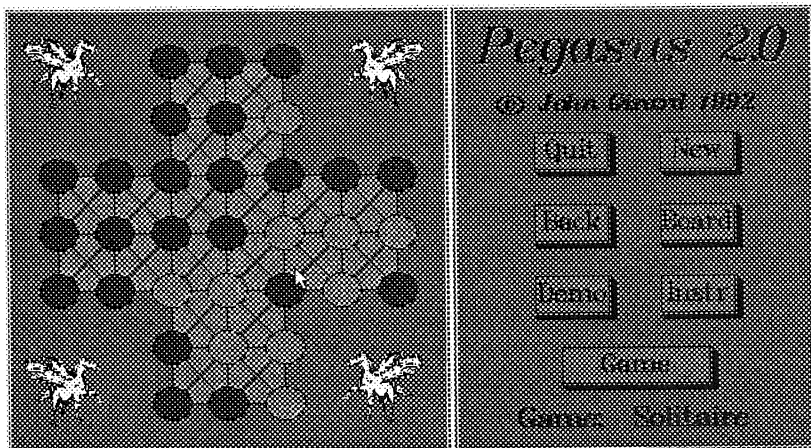 Pegasus 2.0
(c) John Girard 1992
Quit New
Back Board
Demo Instr
Game
Game: Solitaire